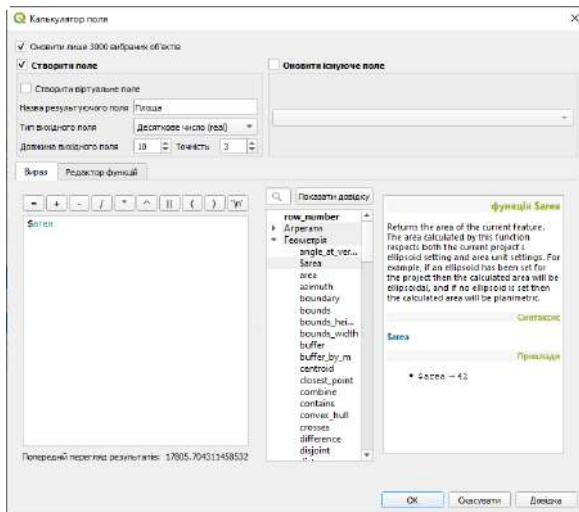 Калькулятор поля
Оновити лише 3000 вибраних об'єктів
Створити поле
Оновити існуюче поле
Створити віртуальне поле
Назва результуючого поля Площа
Тип вихідного поля Десяткове число (real)
Довжина вихідного поля 10 Точність 3
Вираз Редактор функцій
= + - / * ^ || ( ) '\n'
$area
Показати довідку
row_number
Агрегати
Геометрія
angle_at_ver...
$area
area
azimuth
boundary
bounds
bounds_hei...
bounds_width
buffer
buffer_by_m
centroid
closest_point
combine
contains
convex_hull
crosses
difference
disjoint
функція $area
Returns the area of the current feature.
The area calculated by this function
respects both the current project's
ellipsoid setting and area unit settings. For
example, if an ellipsoid has been set for
the project then the calculated area will be
ellipsoidal, and if no ellipsoid is set then
the calculated area will be planimetric.
Синтаксис
$area
Приклади
• $area → 42
Попередній перегляд результатів: 17805.704311458532
OK Скасувати Довідка